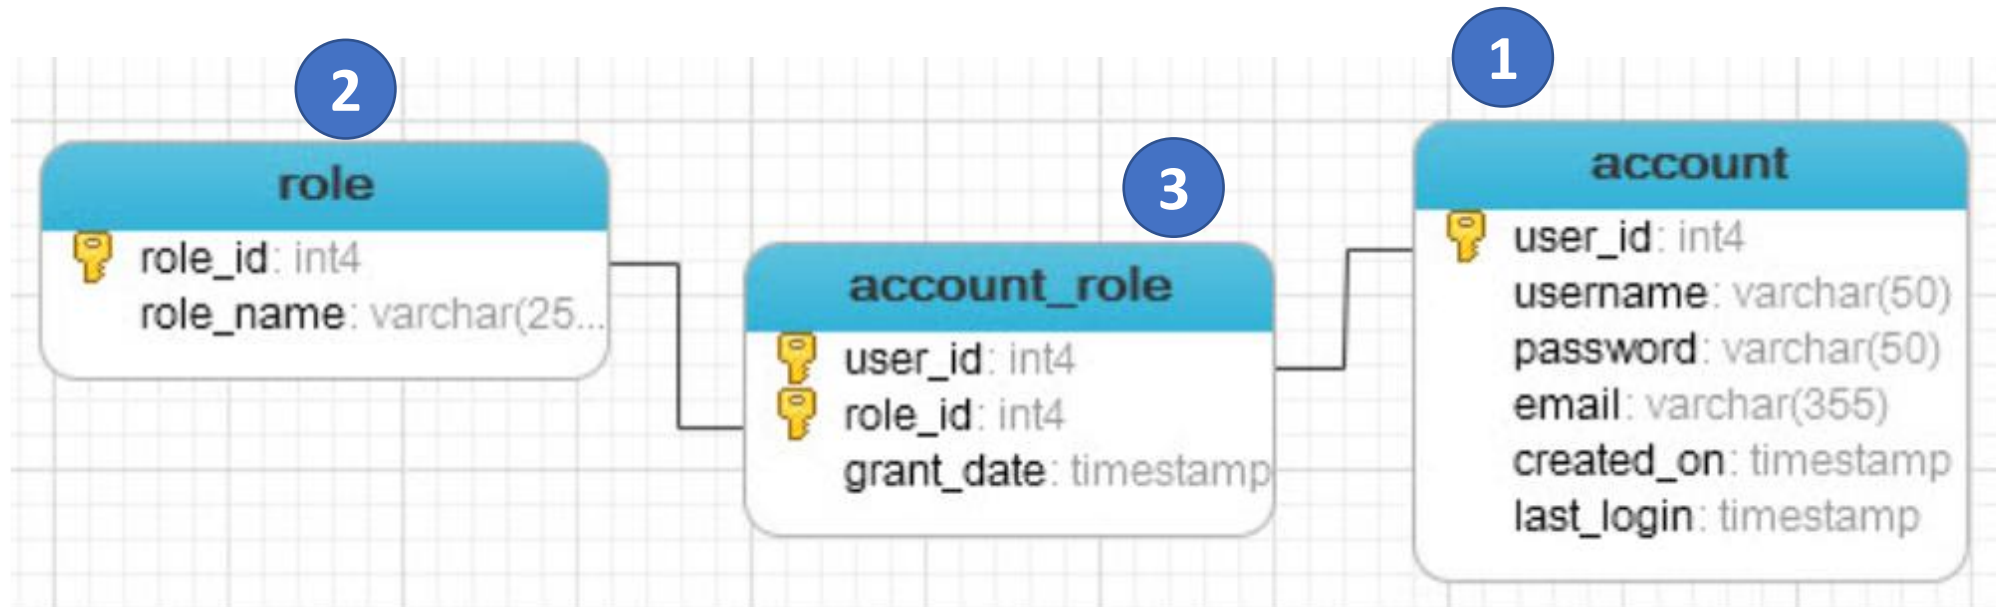 2
role
role_id: int4
role_name: varchar(25...
3
account_role
user_id: int4
role_id: int4
grant_date: timestamp
1
account
user_id: int4
username: varchar(50)
password: varchar(50)
email: varchar(355)
created_on: timestamp
last_login: timestamp